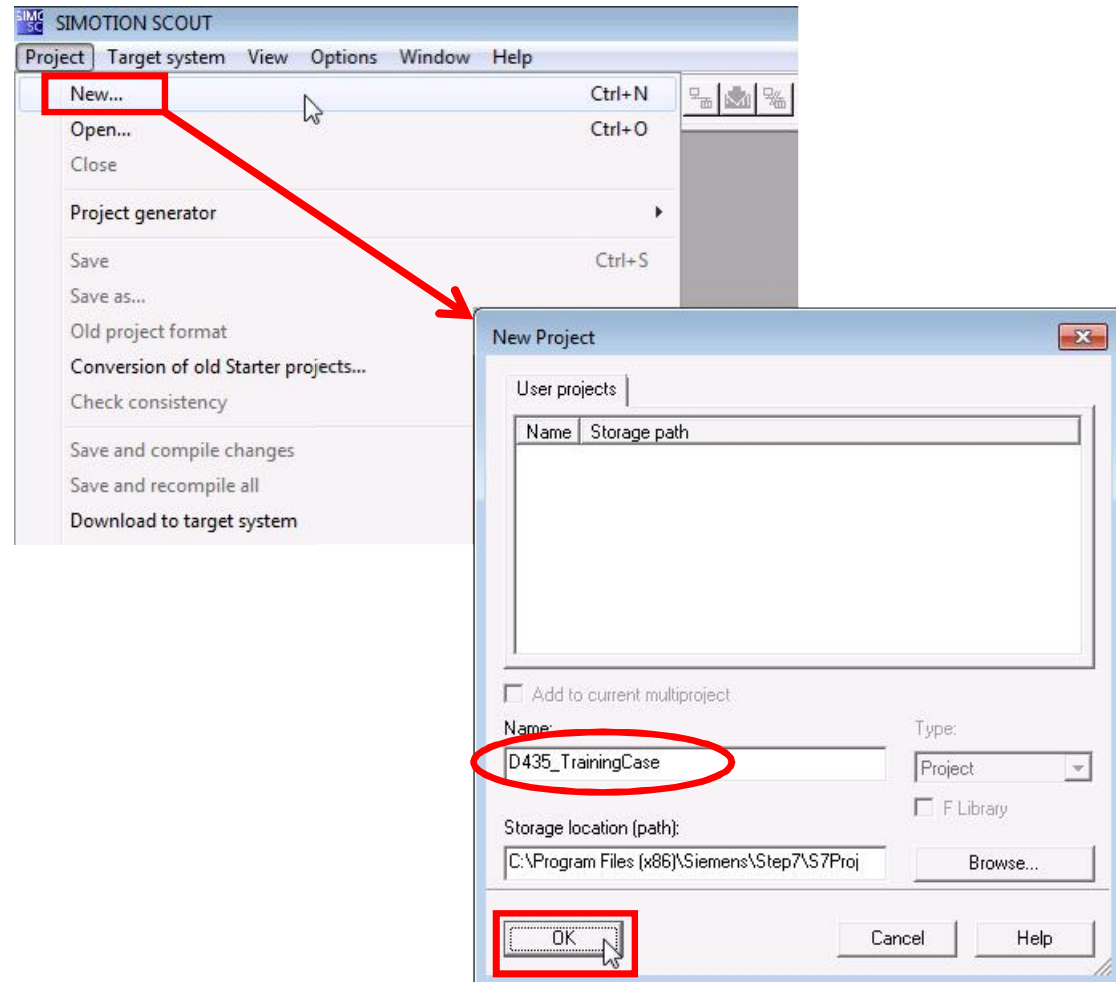 SIMOTION SCOUT
Project Target system View Options Window Help
New... Ctrl+N
Open... Ctrl+O
Close
Project generator
Save Ctrl+S
Save as...
Old project format
Conversion of old Starter projects...
Check consistency
Save and compile changes
Save and recompile all
Download to target system
New Project
User projects
Name Storage path
Add to current multiproject
Name: Type:
D435_TrainingCase Project
F Library
Storage location (path):
C:\Program Files (x86)\Siemens\Step7\S7Proj Browse...
OK Cancel Help